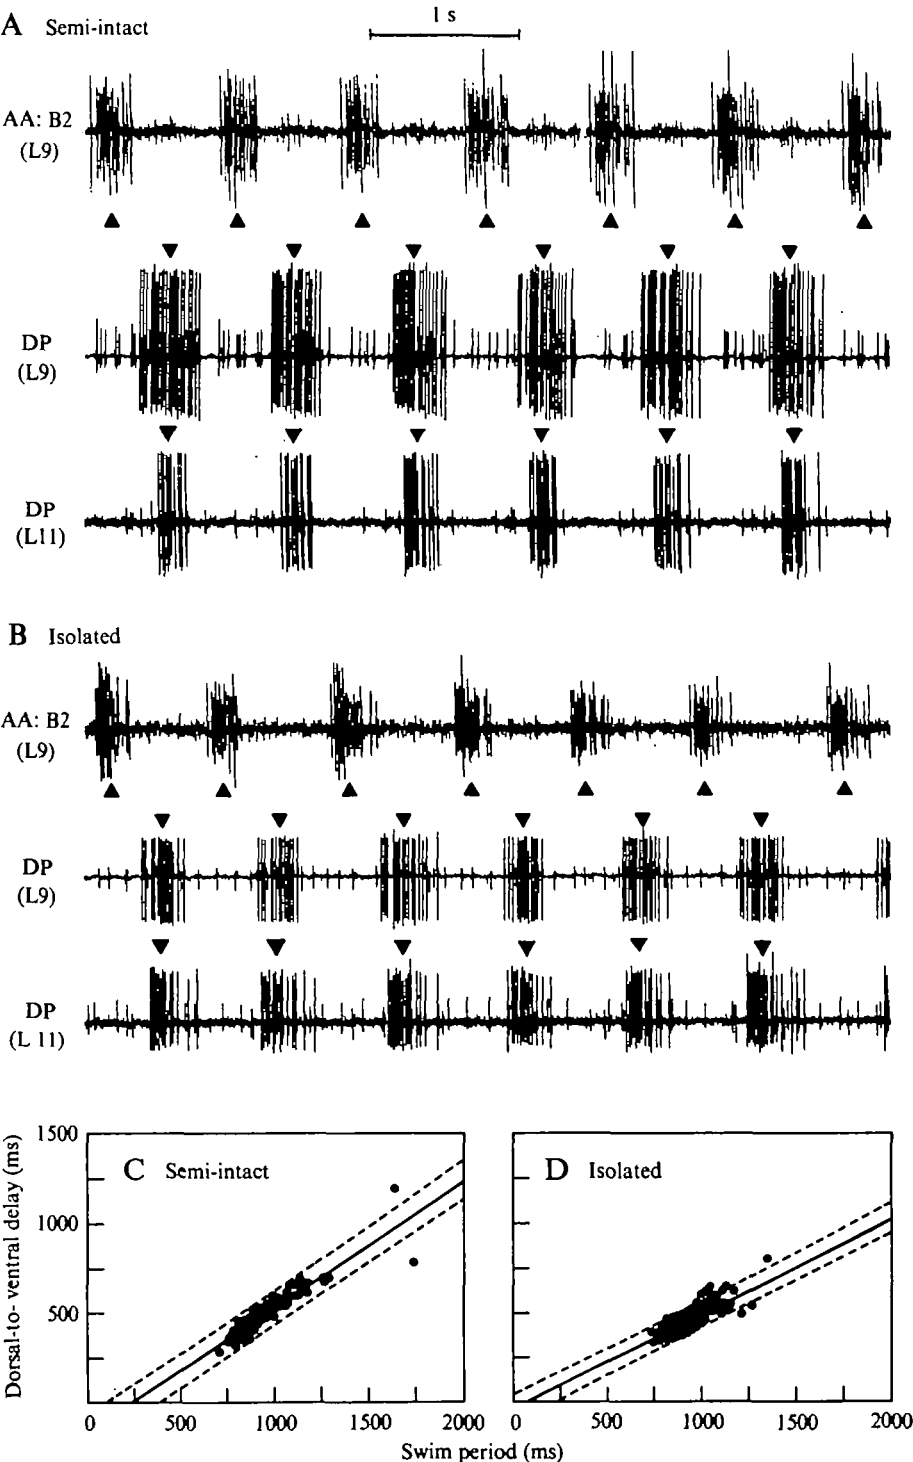 A Semi-intact
1 s
AA: B2
(L9)
DP
(L9)
DP
(L11)
B Isolated
AA: B2
(L9)
DP
(L9)
DP
(L 11)
Dorsal-to- ventral delay (ms)
1500
1000
500
C Semi-intact
D Isolated
0 500 1000 1500 2000
0 500 1000 1500 2000
Swim period (ms)